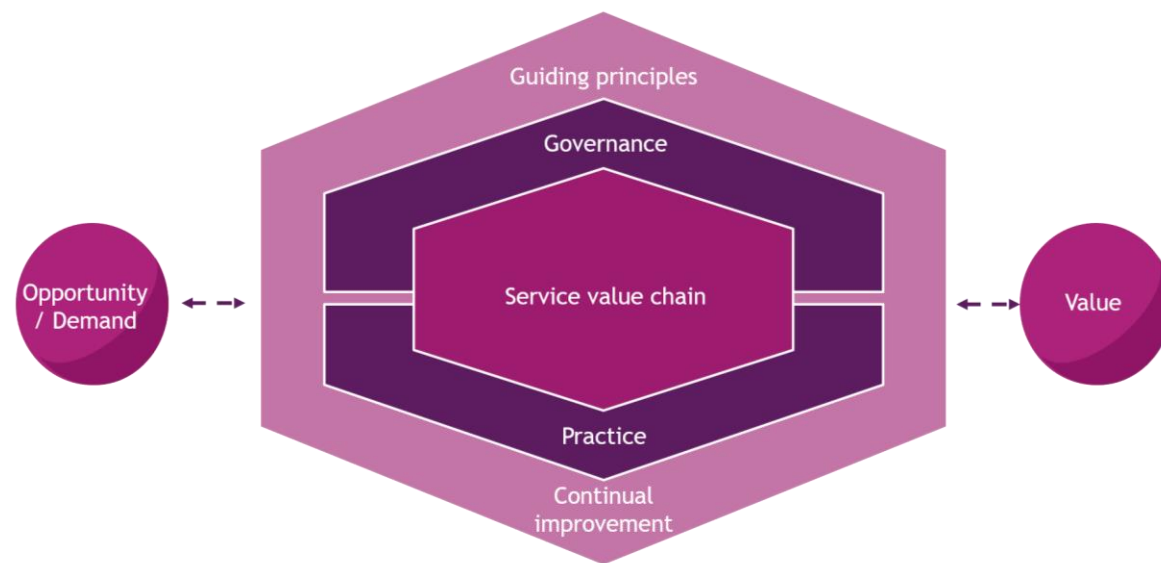 Guiding principles
Governance
Opportunity
/ Demand
Service value chain
Value
Practice
Continual
improvement